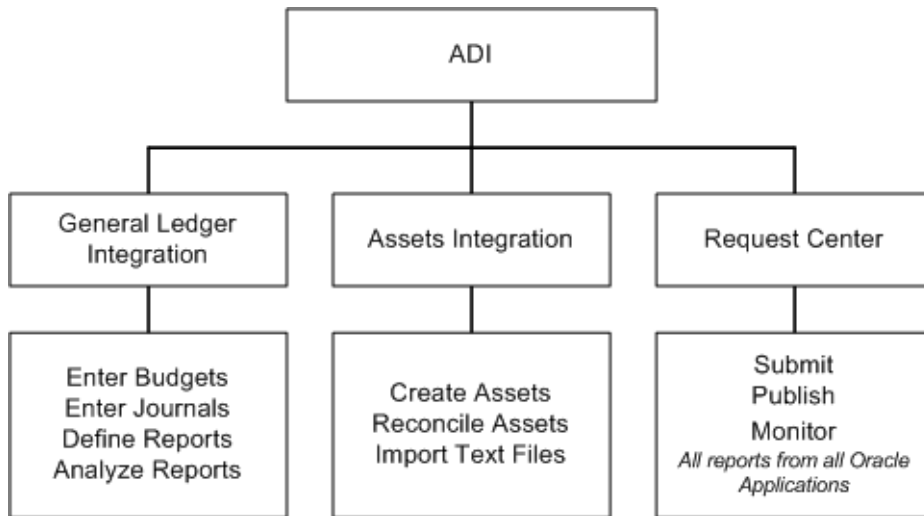 ADI
General Ledger
Integration
Assets Integration
Request Center
Enter Budgets
Enter Journals
Define Reports
Analyze Reports
Create Assets
Reconcile Assets
Import Text Files
Submit
Publish
Monitor
All reports from all Oracle
Applications